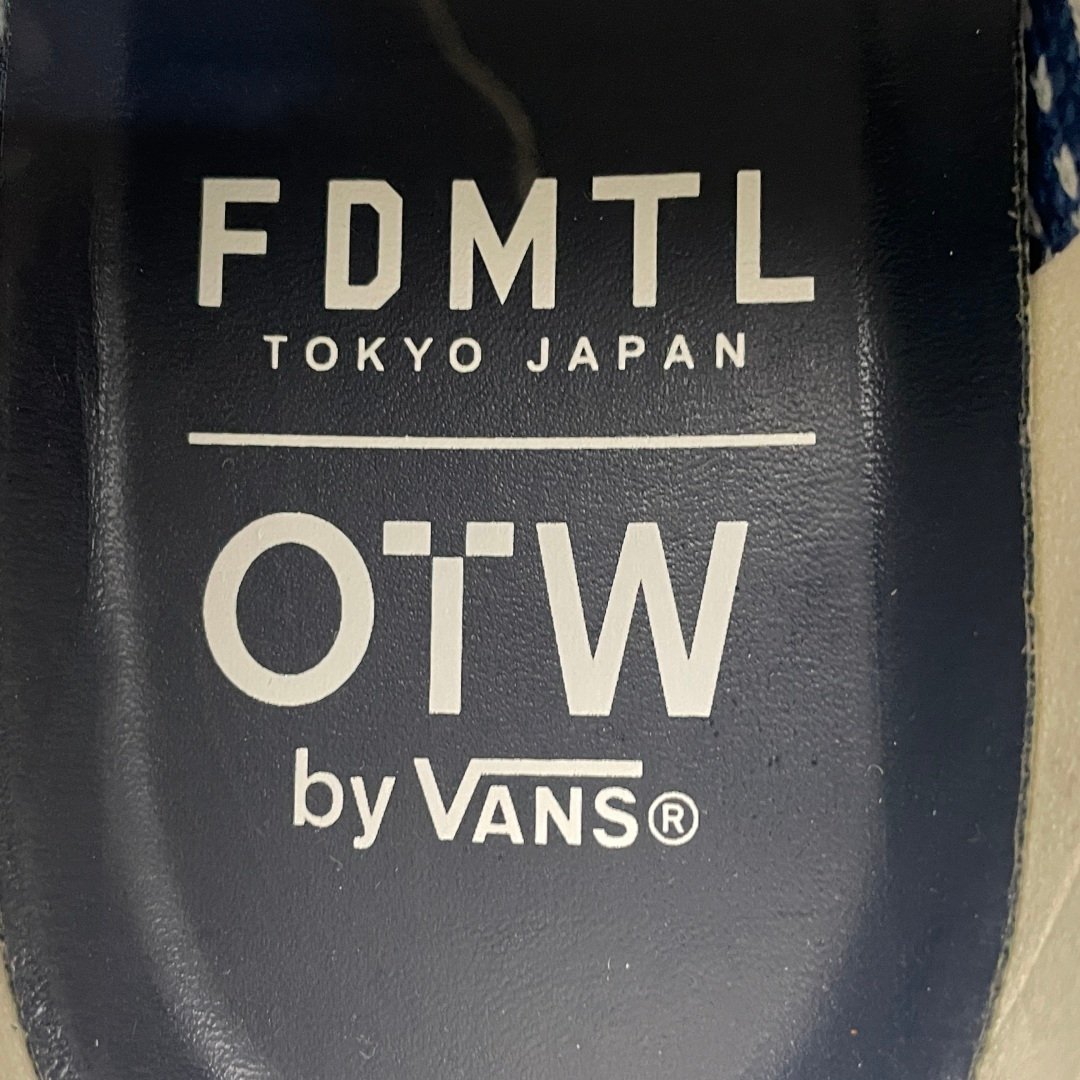 FDMTL
TOKYO JAPAN
OTW
by VANS®